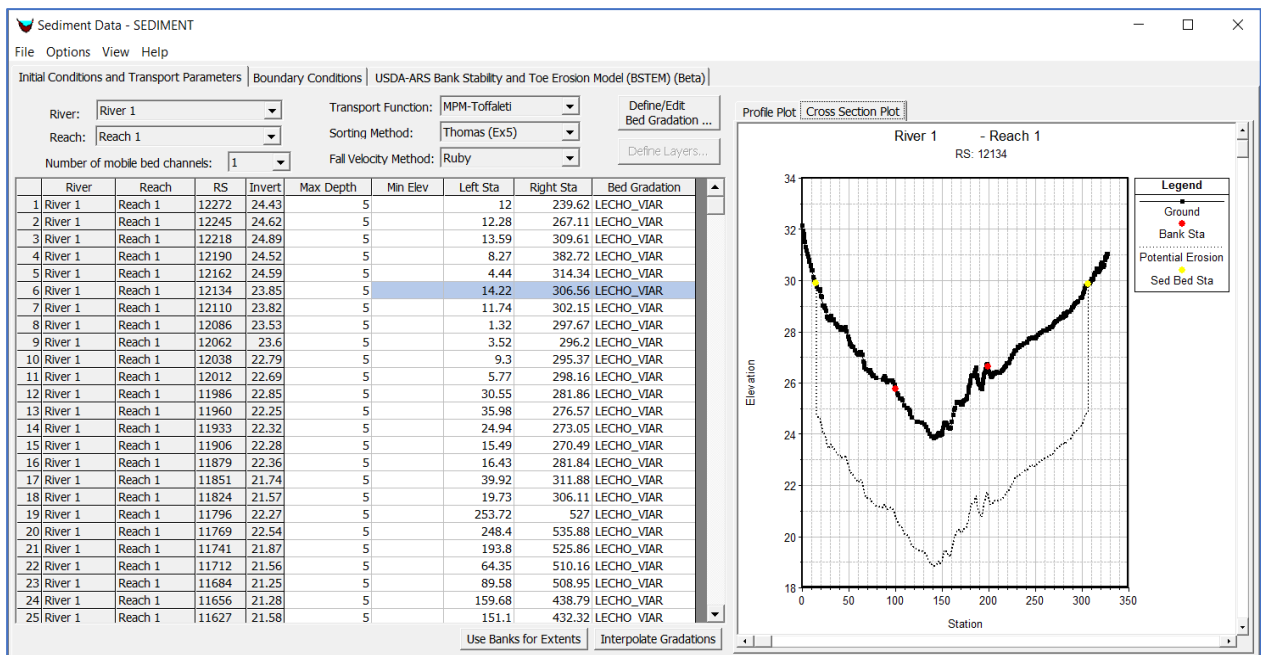 Sediment Data - SEDIMENT
File Options View Help
Initial Conditions and Transport Parameters Boundary Conditions USDA-ARS Bank Stability and Toe Erosion Model (BSTEM) (Beta)
River: River 1 Transport Function: MPM-Toffaleti Define/Edit Bed Gradation ...
Reach: Reach 1 Sorting Method: Thomas (Ex5)
Number of mobile bed channels: 1 Fall Velocity Method: Ruby Define Layers...
River Reach RS Invert Max Depth Min Elev Left Sta Right Sta Bed Gradation
1 River 1 Reach 1 12272 24.43 5 12 239.62 LECHO_VIAR
2 River 1 Reach 1 12245 24.62 5 12.28 267.11 LECHO_VIAR
3 River 1 Reach 1 12218 24.89 5 13.59 309.61 LECHO_VIAR
4 River 1 Reach 1 12190 24.52 5 8.27 382.72 LECHO_VIAR
5 River 1 Reach 1 12162 24.59 5 4.44 314.34 LECHO_VIAR
6 River 1 Reach 1 12134 23.85 5 14.22 306.56 LECHO_VIAR
7 River 1 Reach 1 12110 23.82 5 11.74 302.15 LECHO_VIAR
8 River 1 Reach 1 12086 23.53 5 1.32 297.67 LECHO_VIAR
9 River 1 Reach 1 12062 23.6 5 3.52 296.2 LECHO_VIAR
10 River 1 Reach 1 12038 22.79 5 9.3 295.37 LECHO_VIAR
11 River 1 Reach 1 12012 22.69 5 5.77 298.16 LECHO_VIAR
12 River 1 Reach 1 11986 22.85 5 30.55 281.86 LECHO_VIAR
13 River 1 Reach 1 11960 22.25 5 35.98 276.57 LECHO_VIAR
14 River 1 Reach 1 11933 22.32 5 24.94 273.05 LECHO_VIAR
15 River 1 Reach 1 11906 22.28 5 15.49 270.49 LECHO_VIAR
16 River 1 Reach 1 11879 22.36 5 16.43 281.84 LECHO_VIAR
17 River 1 Reach 1 11851 21.74 5 39.92 311.88 LECHO_VIAR
18 River 1 Reach 1 11824 21.57 5 19.73 306.11 LECHO_VIAR
19 River 1 Reach 1 11796 22.27 5 253.72 527 LECHO_VIAR
20 River 1 Reach 1 11769 22.54 5 248.4 535.88 LECHO_VIAR
21 River 1 Reach 1 11741 21.87 5 193.8 525.86 LECHO_VIAR
22 River 1 Reach 1 11712 21.56 5 64.35 510.16 LECHO_VIAR
23 River 1 Reach 1 11684 21.25 5 89.58 508.95 LECHO_VIAR
24 River 1 Reach 1 11656 21.28 5 159.68 438.79 LECHO_VIAR
25 River 1 Reach 1 11627 21.58 5 151.1 432.32 LECHO_VIAR
Use Banks for Extents Interpolate Gradations
Profile Plot Cross Section Plot
River 1 - Reach 1
RS: 12134
34
32
30
28
26
24
22
20
18
Elevation
0 50 100 150 200 250 300 350
Station
Legend
Ground
Bank Sta
Potential Erosion
Sed Bed Sta